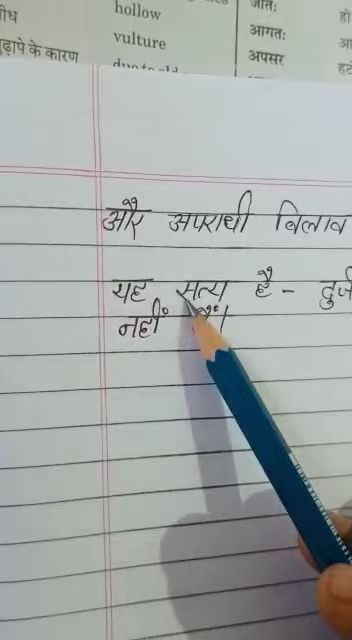 hollow
vulture
जातः
आगतः
अपसर
बुढ़ापे के कारण
और अपराधी विलाव
यह सत्य है -
नहीं है।